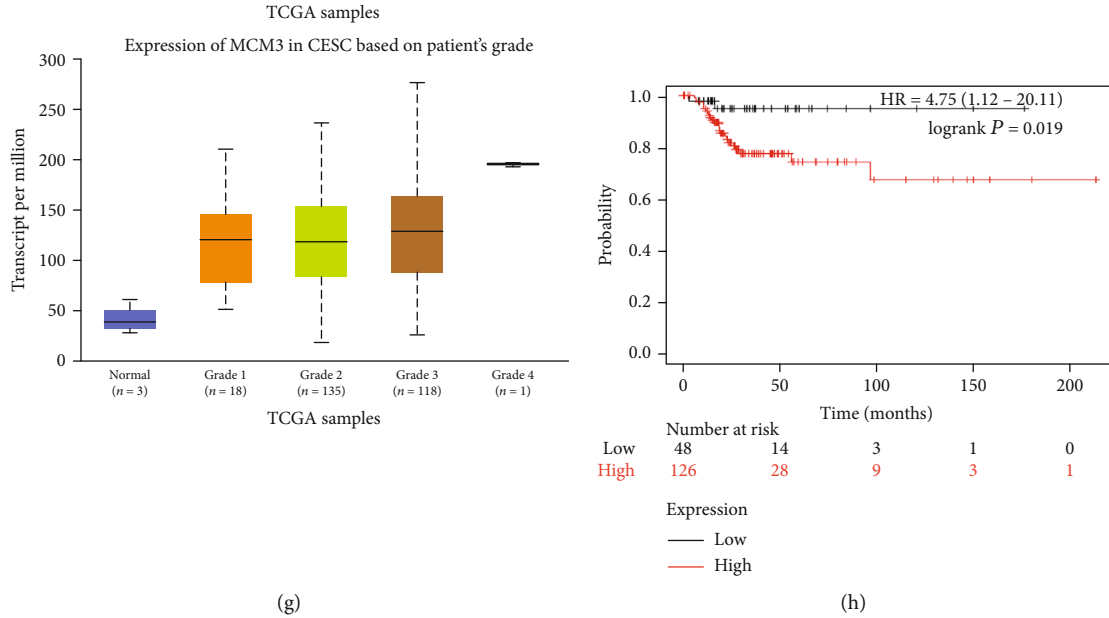 TCGA samples
Expression of MCM3 in CESC based on patient's grade
Transcript per million
300
250
200
150
100
50
0
Normal
(n = 3)
Grade 1
(n = 18)
Grade 2
(n = 135)
Grade 3
(n = 118)
Grade 4
(n = 1)
TCGA samples
(g)
HR = 4.75 (1.12 – 20.11)
logrank P = 0.019
Probability
1.0
0.8
0.6
0.4
0.2
0.0
0 50 100 150 200
Time (months)
Number at risk
Low 48 14 3 1 0
High 126 28 9 3 1
Expression
Low
High
(h)